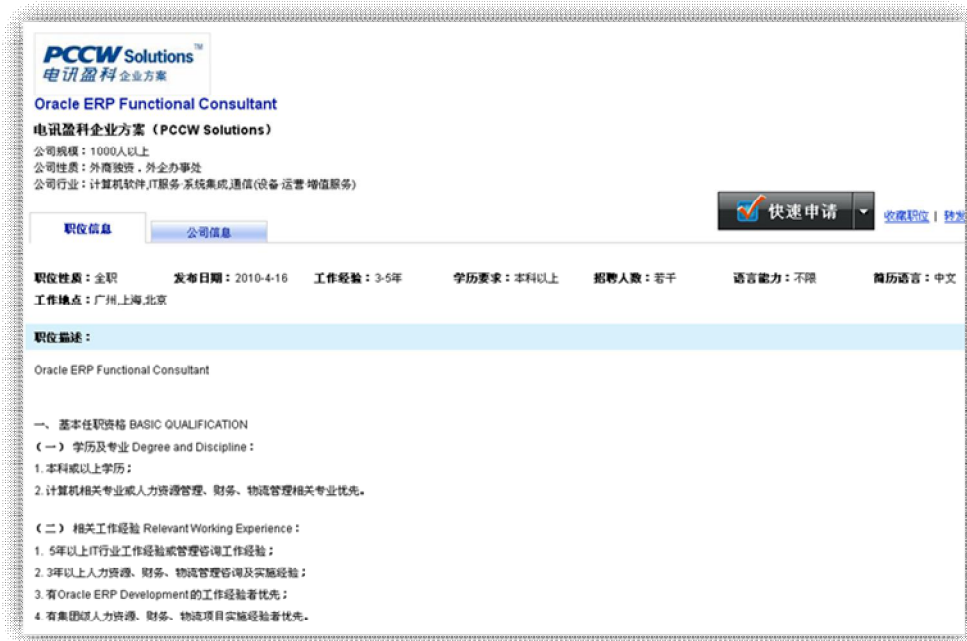 PCCW Solutions™
电讯盈科企业方案
Oracle ERP Functional Consultant
电讯盈科企业方案（PCCW Solutions）
公司规模：1000人以上
公司性质：外商独资．外企办事处
公司行业：计算机软件,IT服务·系统集成,通信(设备·运营·增值服务)
快速申请 收藏职位 | 转发
职位信息 公司信息
职位性质：全职 发布日期：2010-4-16 工作经验：3-5年 学历要求：本科以上 招聘人数：若干 语言能力：不限 简历语言：中文
工作地点：广州,上海,北京
职位描述：
Oracle ERP Functional Consultant
一、 基本任职资格 BASIC QUALIFICATION
（一） 学历及专业 Degree and Discipline：
1. 本科或以上学历；
2. 计算机相关专业或人力资源管理、财务、物流管理相关专业优先。
（二） 相关工作经验 Relevant Working Experience：
1. 5年以上IT行业工作经验或管理咨询工作经验；
2. 3年以上人力资源、财务、物流管理咨询及实施经验；
3. 有Oracle ERP Development的工作经验者优先；
4. 有集团级人力资源、财务、物流项目实施经验者优先。